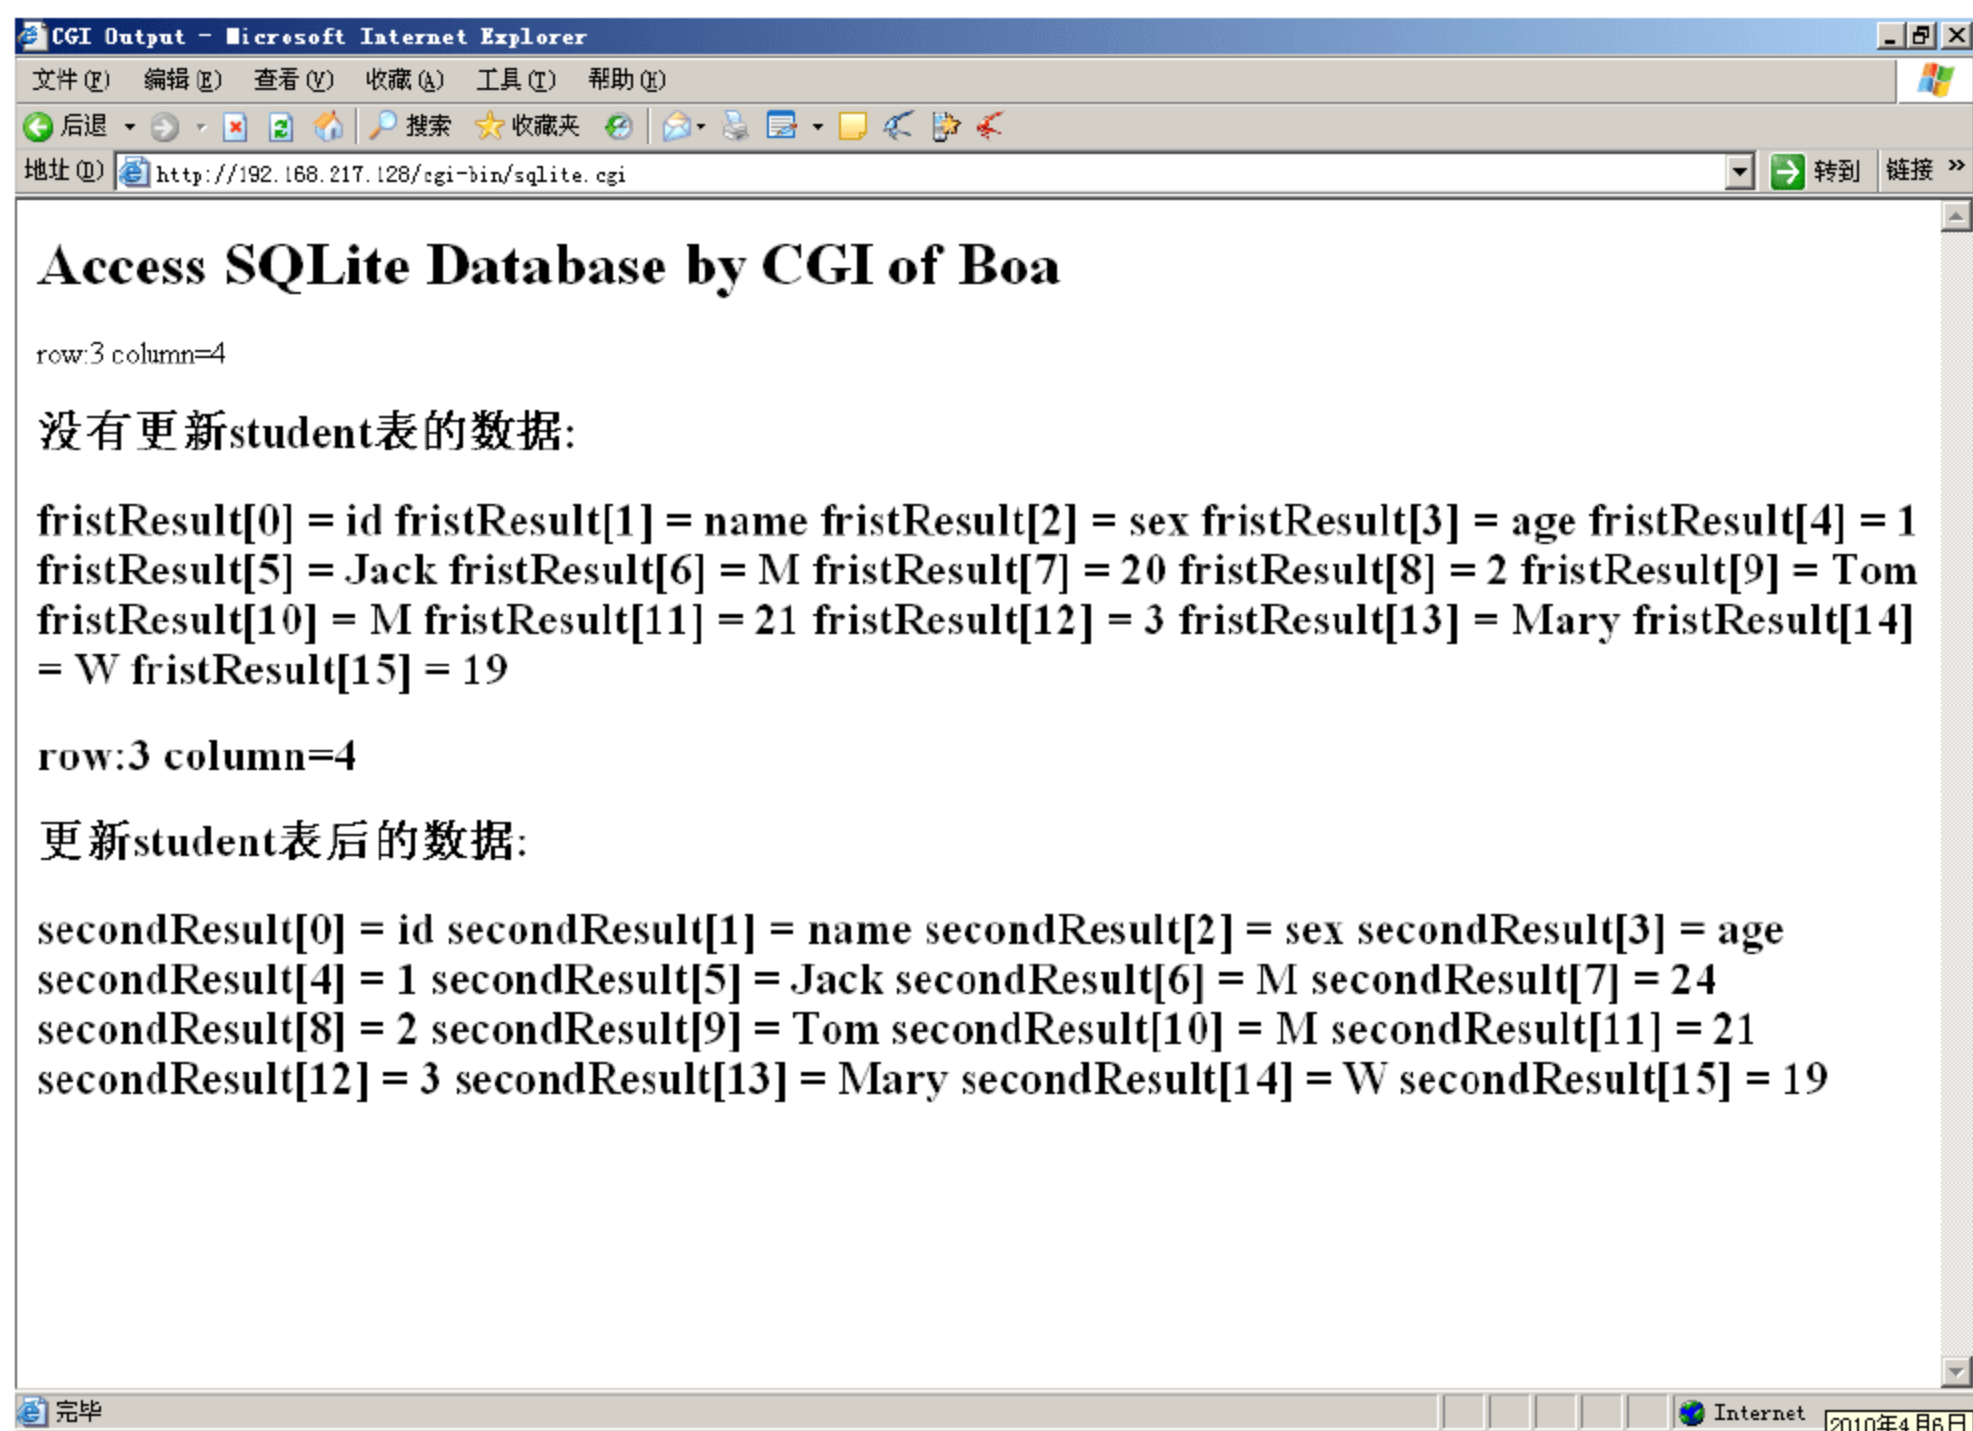 CGI Output - Microsoft Internet Explorer
文件(F) 编辑(E) 查看(V) 收藏(A) 工具(T) 帮助(H)
后退 搜索 收藏夹
地址(D) http://192.168.217.128/cgi-bin/sqlite.cgi 转到 链接 »
Access SQLite Database by CGI of Boa
row:3 column=4
没有更新student表的数据:
fristResult[0] = id fristResult[1] = name fristResult[2] = sex fristResult[3] = age fristResult[4] = 1
fristResult[5] = Jack fristResult[6] = M fristResult[7] = 20 fristResult[8] = 2 fristResult[9] = Tom
fristResult[10] = M fristResult[11] = 21 fristResult[12] = 3 fristResult[13] = Mary fristResult[14]
= W fristResult[15] = 19
row:3 column=4
更新student表后的数据:
secondResult[0] = id secondResult[1] = name secondResult[2] = sex secondResult[3] = age
secondResult[4] = 1 secondResult[5] = Jack secondResult[6] = M secondResult[7] = 24
secondResult[8] = 2 secondResult[9] = Tom secondResult[10] = M secondResult[11] = 21
secondResult[12] = 3 secondResult[13] = Mary secondResult[14] = W secondResult[15] = 19
完毕 Internet
2010年4月6日